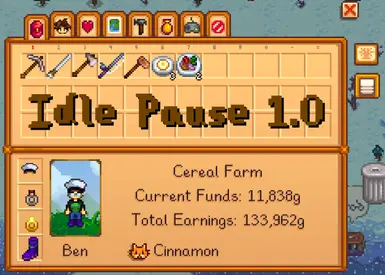 Idle Pause 1.0
Cereal Farm
Current Funds: 11,838g
Total Earnings: 133,962g
Ben
Cinnamon